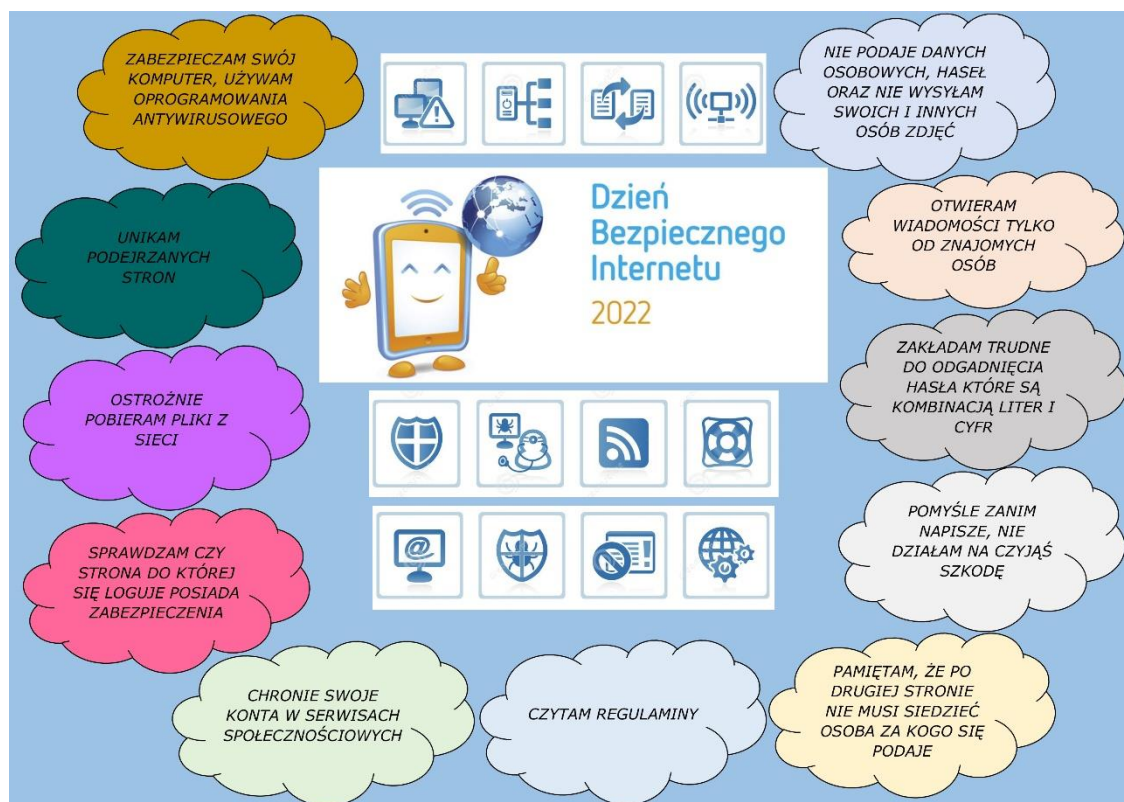 ZABEZPIECZAM SWÓJ
KOMPUTER, UŻYWAM
OPROGRAMOWANIA
ANTYWIRUSOWEGO
NIE PODAJE DANYCH
OSOBOWYCH, HASEŁ
ORAZ NIE WYSYŁAM
SWOICH I INNYCH
OSÓB ZDJĘĆ
Dzień
Bezpiecznego
Internetu
2022
UNIKAM
PODEJRZANYCH
STRON
OTWIERAM
WIADOMOŚCI TYLKO
OD ZNAJOMYCH
OSÓB
OSTROŻNIE
POBIERAM PLIKI Z
SIECI
ZAKŁADAM TRUDNE
DO ODGADNIĘCIA
HASŁA KTÓRE SĄ
KOMBINACJĄ LITER I
CYFR
SPRAWDZAM CZY
STRONA DO KTÓREJ
SIĘ LOGUJE POSIADA
ZABEZPIECZENIA
@
POMYŚLE ZANIM
NAPISZE, NIE
DZIAŁAM NA CZYJĄŚ
SZKODĘ
CHRONIE SWOJE
KONTA W SERWISACH
SPOŁECZNOŚCIOWYCH
CZYTAM REGULAMINY
PAMIĘTAM, ŻE PO
DRUGIEJ STRONIE
NIE MUSI SIEDZIEĆ
OSOBA ZA KOGO SIĘ
PODAJE